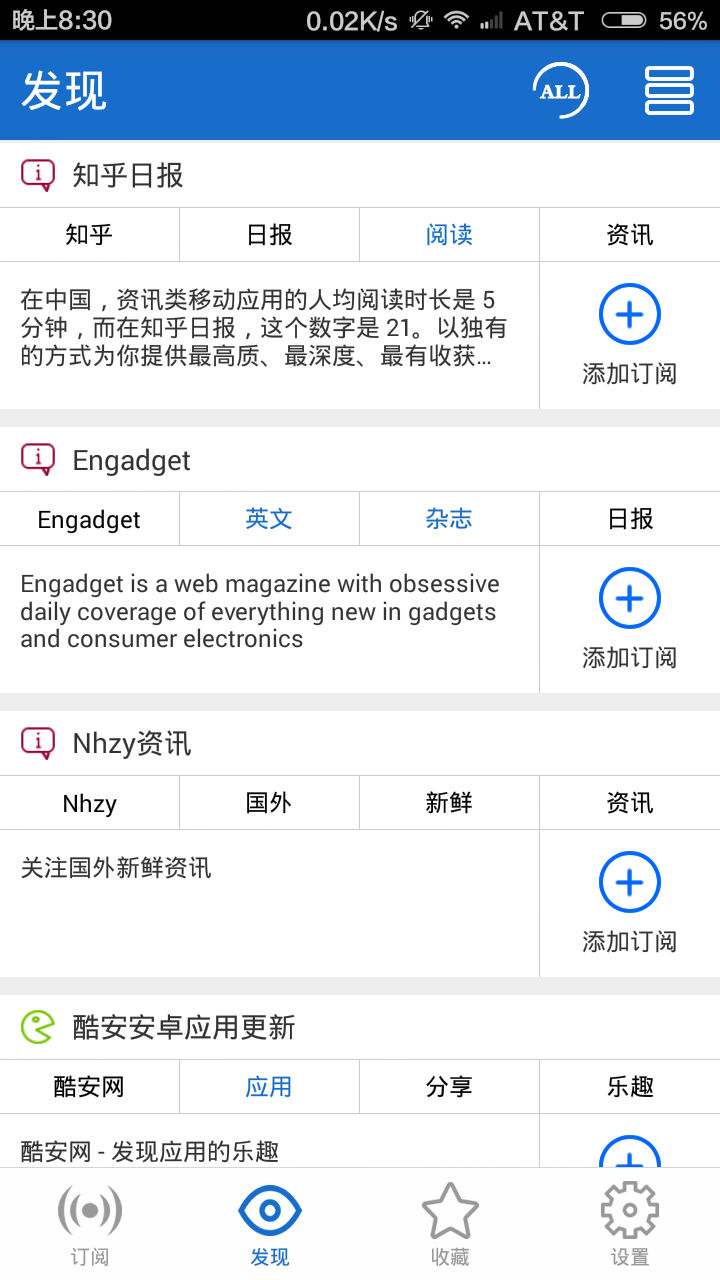 晚上8:30 0.02K/s AT&T 56%
发现 ALL
知乎日报
知乎 日报 阅读 资讯
在中国，资讯类移动应用的人均阅读时长是 5
分钟，而在知乎日报，这个数字是 21。以独有
的方式为你提供最高质、最深度、最有收获...
添加订阅
Engadget
Engadget 英文 杂志 日报
Engadget is a web magazine with obsessive
daily coverage of everything new in gadgets
and consumer electronics
添加订阅
Nhzy资讯
Nhzy 国外 新鲜 资讯
关注国外新鲜资讯
添加订阅
酷安安卓应用更新
酷安网 应用 分享 乐趣
酷安网 - 发现应用的乐趣
订阅 发现 收藏 设置